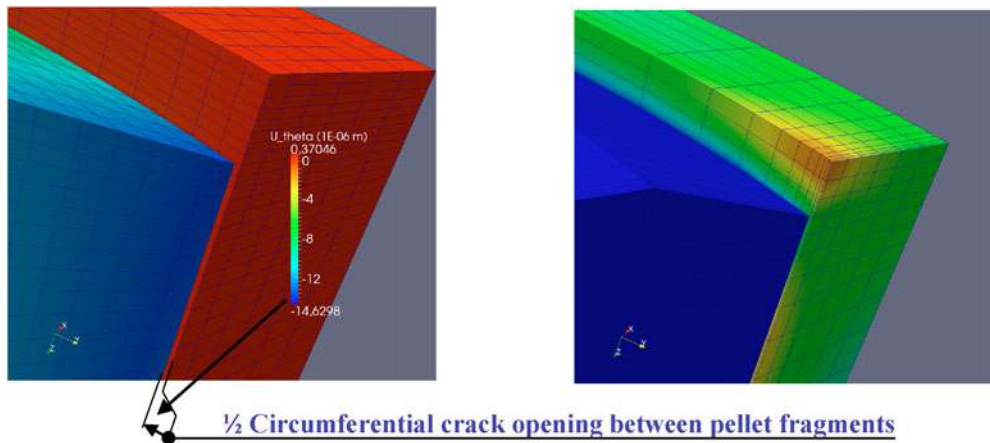 U_theta (1E-06 m)
0,37046
0
-4
-8
-12
-14,6298
X
Y
Z
X
Y
Z
½ Circumferential crack opening between pellet fragments